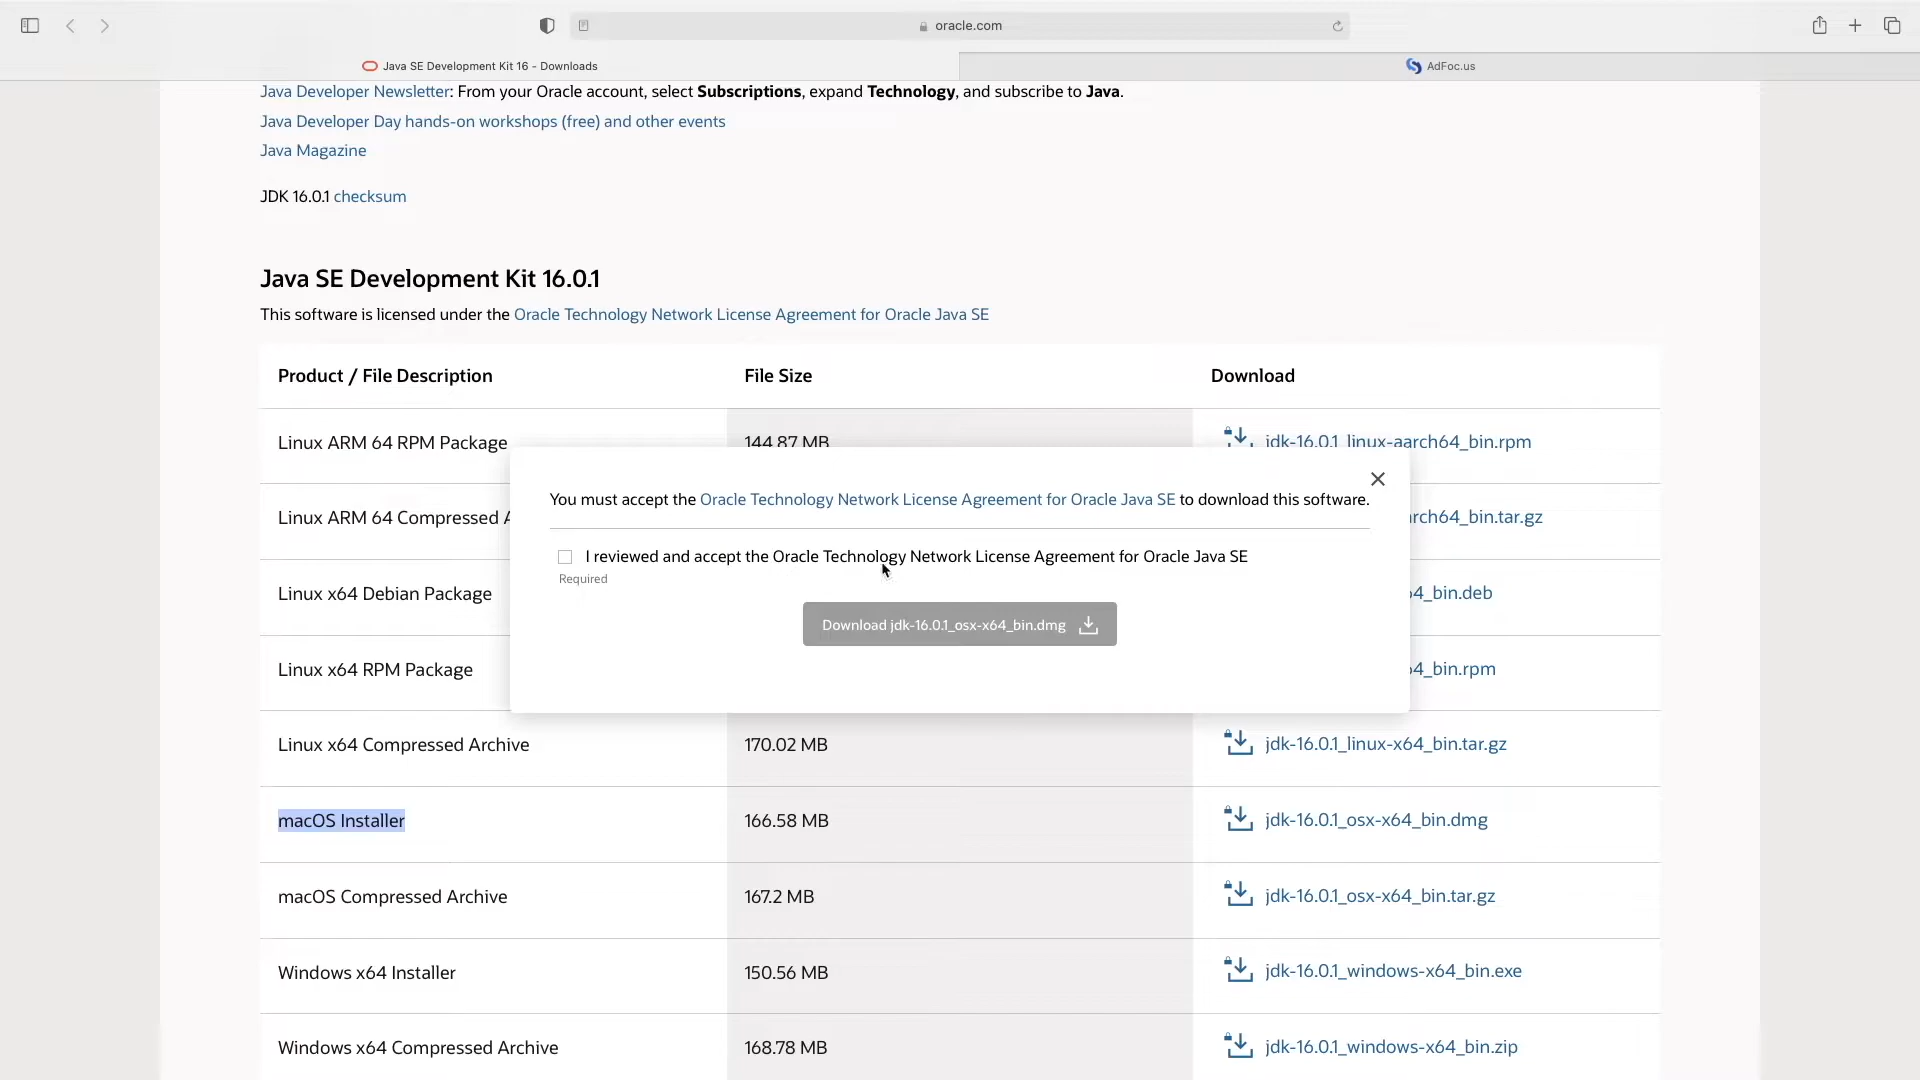 oracle.com
Java SE Development Kit 16 - Downloads
AdFoc.us
Java Developer Newsletter: From your Oracle account, select Subscriptions, expand Technology, and subscribe to Java.
Java Developer Day hands-on workshops (free) and other events
Java Magazine
JDK 16.0.1 checksum
Java SE Development Kit 16.0.1
This software is licensed under the Oracle Technology Network License Agreement for Oracle Java SE
Product / File Description File Size Download
Linux ARM 64 RPM Package 144.87 MB jdk-16.0.1_linux-aarch64_bin.rpm
You must accept the Oracle Technology Network License Agreement for Oracle Java SE to download this software.
Linux ARM 64 Compressed A rch64_bin.tar.gz
I reviewed and accept the Oracle Technology Network License Agreement for Oracle Java SE
Required
Linux x64 Debian Package 64_bin.deb
Download jdk-16.0.1_osx-x64_bin.dmg
Linux x64 RPM Package 64_bin.rpm
Linux x64 Compressed Archive 170.02 MB jdk-16.0.1_linux-x64_bin.tar.gz
macOS Installer 166.58 MB jdk-16.0.1_osx-x64_bin.dmg
macOS Compressed Archive 167.2 MB jdk-16.0.1_osx-x64_bin.tar.gz
Windows x64 Installer 150.56 MB jdk-16.0.1_windows-x64_bin.exe
Windows x64 Compressed Archive 168.78 MB jdk-16.0.1_windows-x64_bin.zip